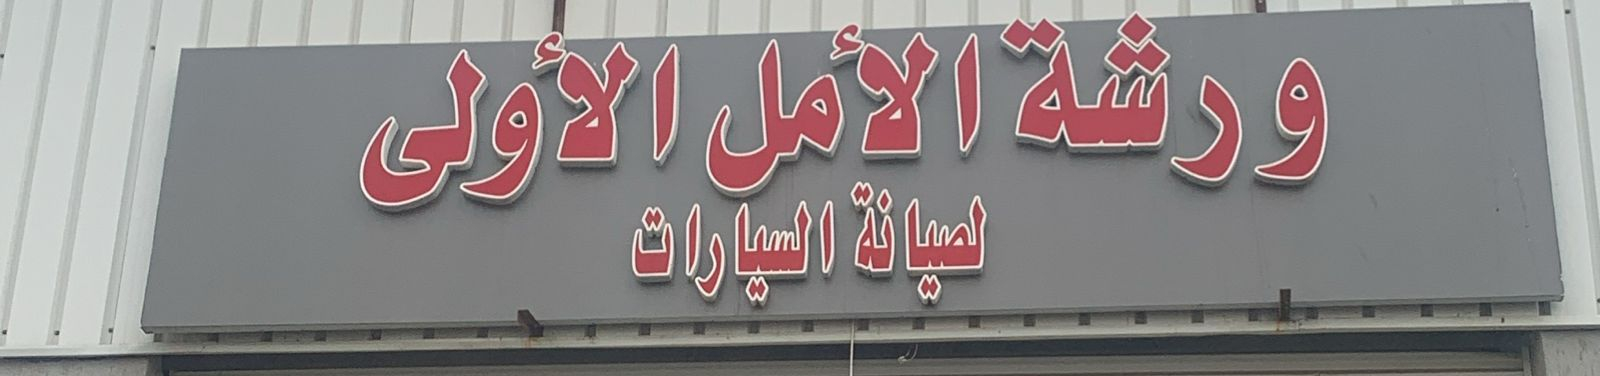 ورشة الأمل الأولى
لصيانة السيارات